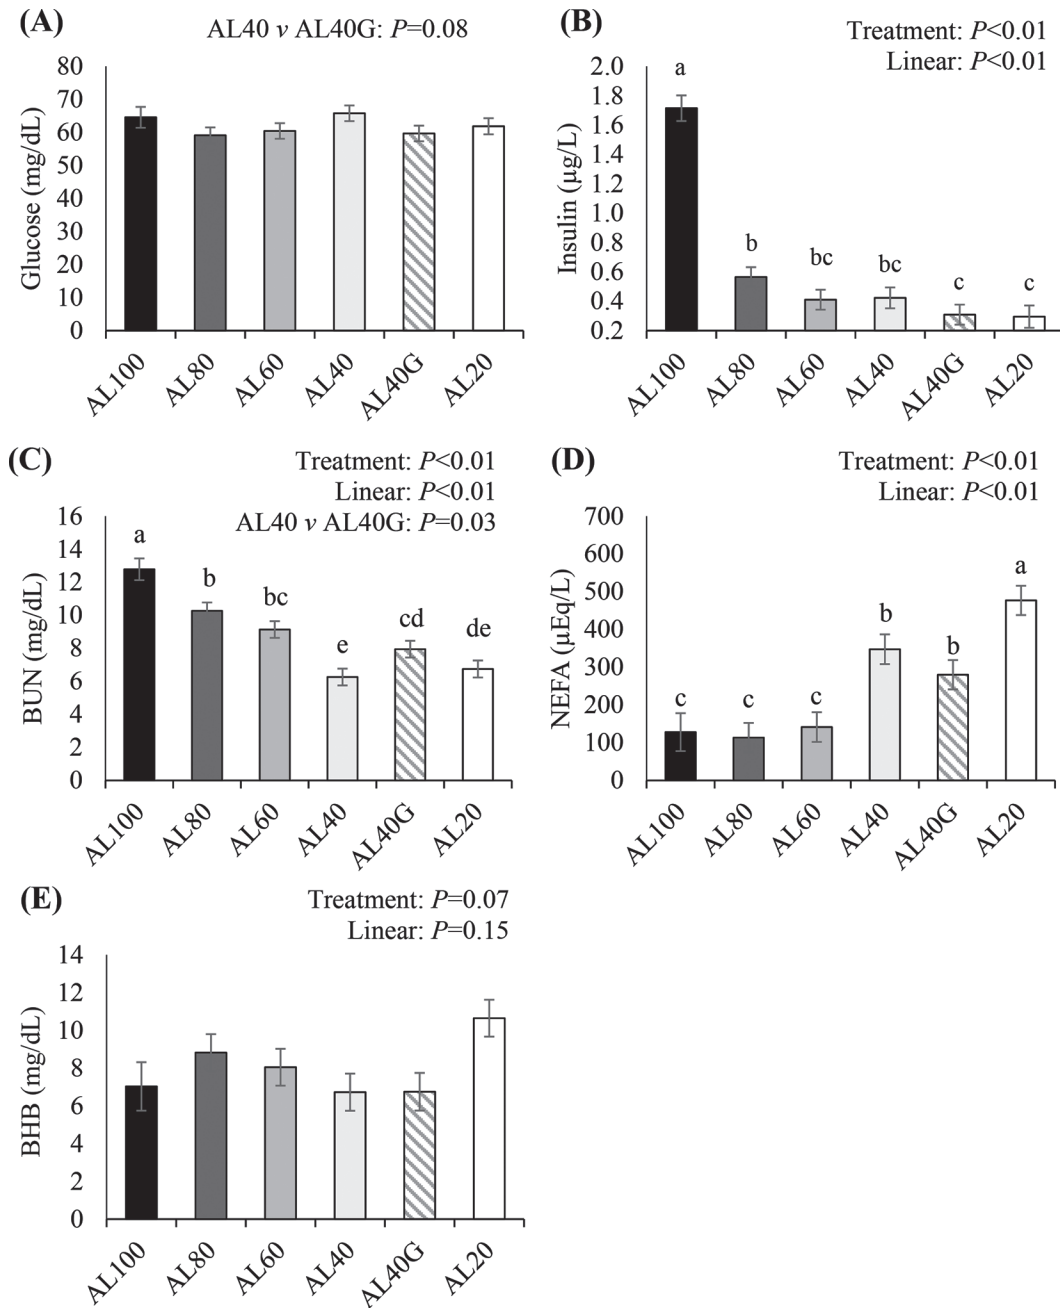 (A)
AL40 v AL40G: P=0.08
Glucose (mg/dL)
80
70
60
50
40
30
20
10
0
AL100
AL80
AL60
AL40
AL40G
AL20
(B)
Treatment: P<0.01
Linear: P<0.01
Insulin (µg/L)
2.0
1.8
1.6
1.4
1.2
1.0
0.8
0.6
0.4
0.2
a
b
bc
bc
c
c
AL100
AL80
AL60
AL40
AL40G
AL20
(C)
Treatment: P<0.01
Linear: P<0.01
AL40 v AL40G: P=0.03
BUN (mg/dL)
16
14
12
10
8
6
4
2
0
a
b
bc
e
cd
de
AL100
AL80
AL60
AL40
AL40G
AL20
(D)
Treatment: P<0.01
Linear: P<0.01
NEFA (µEq/L)
700
600
500
400
300
200
100
0
c
c
c
b
b
a
AL100
AL80
AL60
AL40
AL40G
AL20
(E)
Treatment: P=0.07
Linear: P=0.15
BHB (mg/dL)
14
12
10
8
6
4
2
0
AL100
AL80
AL60
AL40
AL40G
AL20